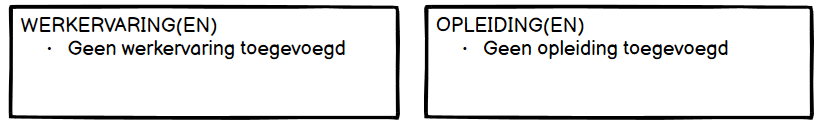 WERKERVARING(EN)
· Geen werkervaring toegevoegd
OPLEIDING(EN)
· Geen opleiding toegevoegd